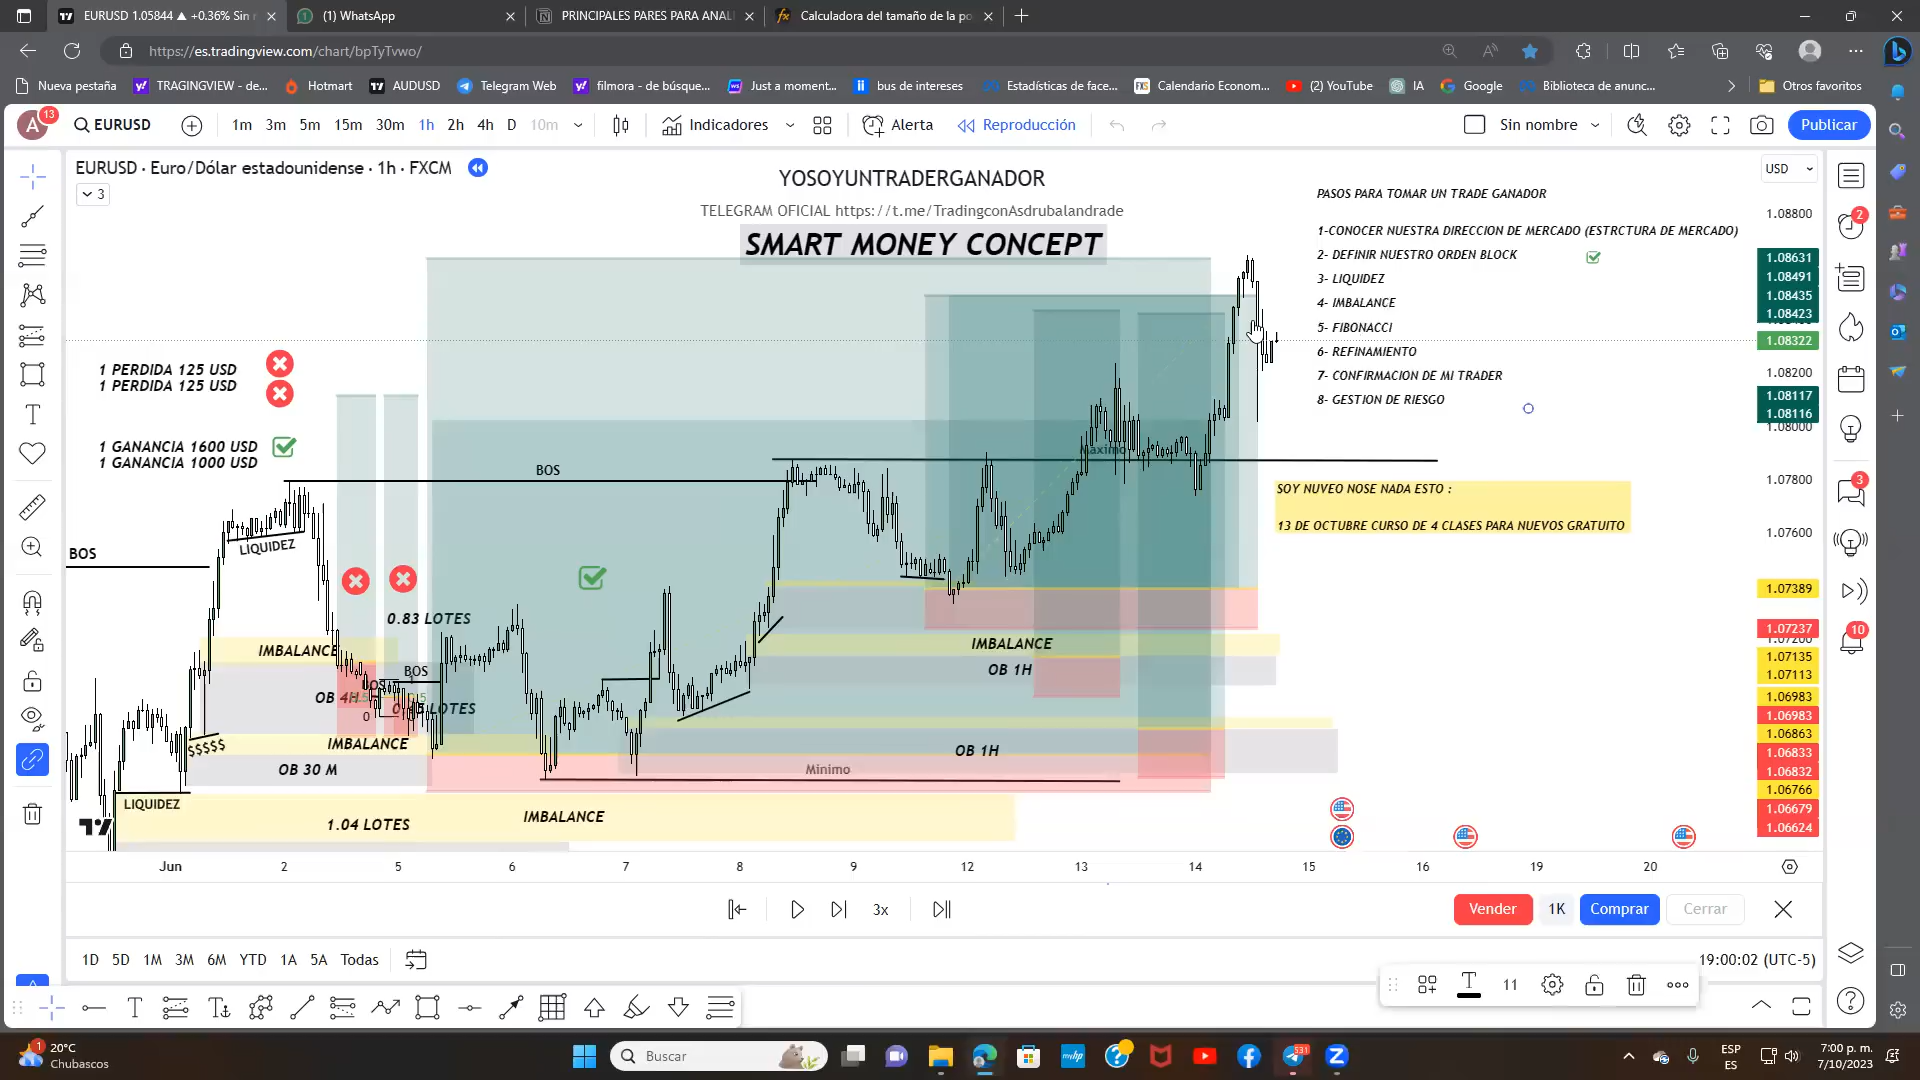 EURUSD 1.05844 ▲ +0.36% Sin
(1) WhatsApp
PRINCIPALES PARES PARA ANAL
Calculadora del tamaño de la po
https://es.tradingview.com/chart/bpTyTvwo/
Nueva pestaña
TRAGINGVIEW - de...
Hotmart
AUDUSD
Telegram Web
filmora - de búsque...
Just a moment...
bus de intereses
Estadísticas de face...
Calendario Econom...
(2) YouTube
IA
Google
Biblioteca de anunc...
Otros favoritos
A
13
EURUSD
1m 3m 5m 15m 30m 1h 2h 4h D 10m
Indicadores
Alerta
Reproducción
Sin nombre
Publicar
EURUSD · Euro/Dólar estadounidense · 1h · FXCM
3
YOSOYUNTRADERGANADOR
TELEGRAM OFICIAL https://t.me/TradingconAsdrubalandrade
SMART MONEY CONCEPT
PASOS PARA TOMAR UN TRADE GANADOR
1-CONOCER NUESTRA DIRECCION DE MERCADO (ESTRCTURA DE MERCADO)
2- DEFINIR NUESTRO ORDEN BLOCK
3- LIQUIDEZ
4- IMBALANCE
5- FIBONACCI
6- REFINAMIENTO
7- CONFIRMACION DE MI TRADER
8- GESTION DE RIESGO
1 PERDIDA 125 USD
1 PERDIDA 125 USD
1 GANANCIA 1600 USD
1 GANANCIA 1000 USD
BOS
BOS
LIQUIDEZ
Maximo
SOY NUVEO NOSE NADA ESTO :
13 DE OCTUBRE CURSO DE 4 CLASES PARA NUEVOS GRATUITO
0.83 LOTES
IMBALANCE
BOS
OB 4H
0
IMBALANCE
OB 1H
$$$$$
IMBALANCE
OB 30 M
OB 1H
Minimo
LIQUIDEZ
1.04 LOTES
IMBALANCE
USD
1.08800
1.08631
1.08491
1.08435
1.08423
1.08322
1.08200
1.08117
1.08116
1.08000
1.07800
1.07600
1.07389
1.07237
1.07200
1.07135
1.07113
1.06983
1.06983
1.06863
1.06833
1.06832
1.06766
1.06679
1.06624
2
3
10
Jun 2 5 6 7 8 9 12 13 14 15 16 19 20
3x
Vender
1K
Comprar
Cerrar
1D 5D 1M 3M 6M YTD 1A 5A Todas
19:00:02 (UTC-5)
11
1
20°C
Chubascos
Buscar
531
ESP
ES
7:00 p. m.
7/10/2023